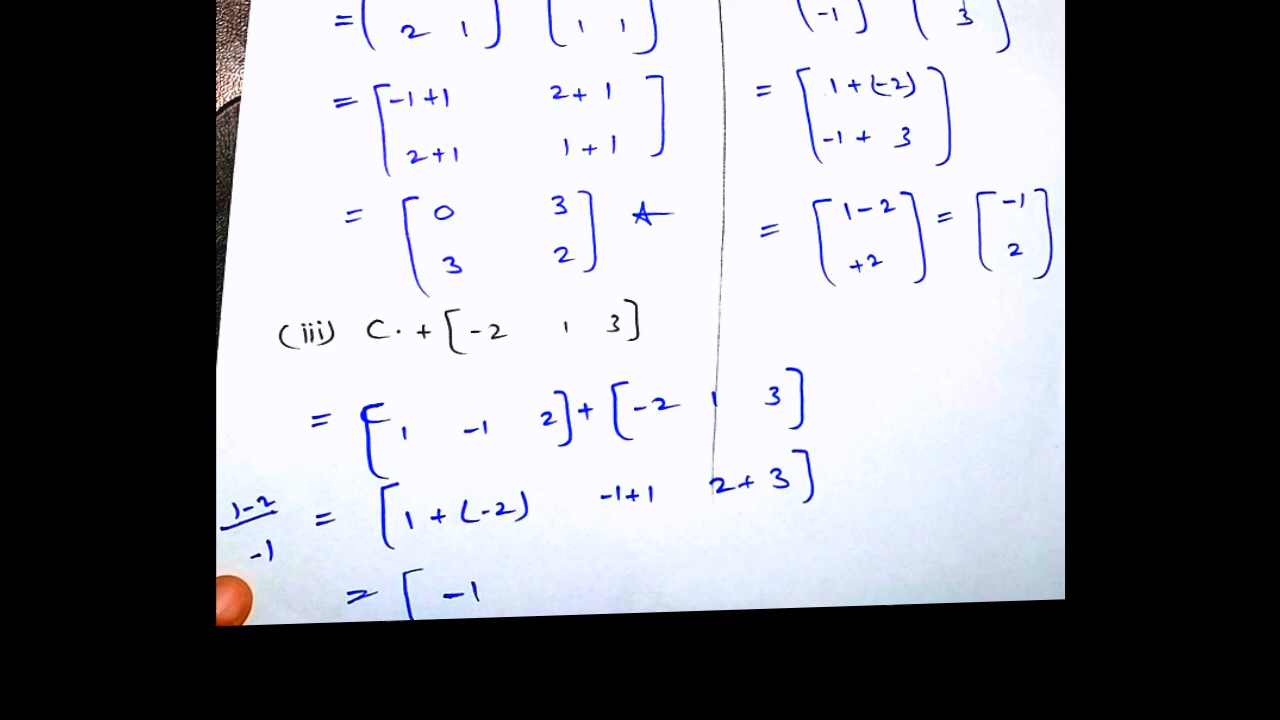 = ( 2 1 ) [ 1 1 ]
= [ -1+1 2+1 ]
[ 2+1 1+1 ]
= [ 0 3 ]
[ 3 2 ]
( -1 ] ( 3 )
= [ 1+(-2) ]
[ -1+ 3 ]
= [ 1-2 ] = [ -1 ]
[ +2 ] [ 2 ]
(iii) C. + [-2 1 3]
= [ 1 -1 2 ] + [-2 1 3]
= [ 1+(-2) -1+1 2+3 ]
1-2
-1
= [ -1